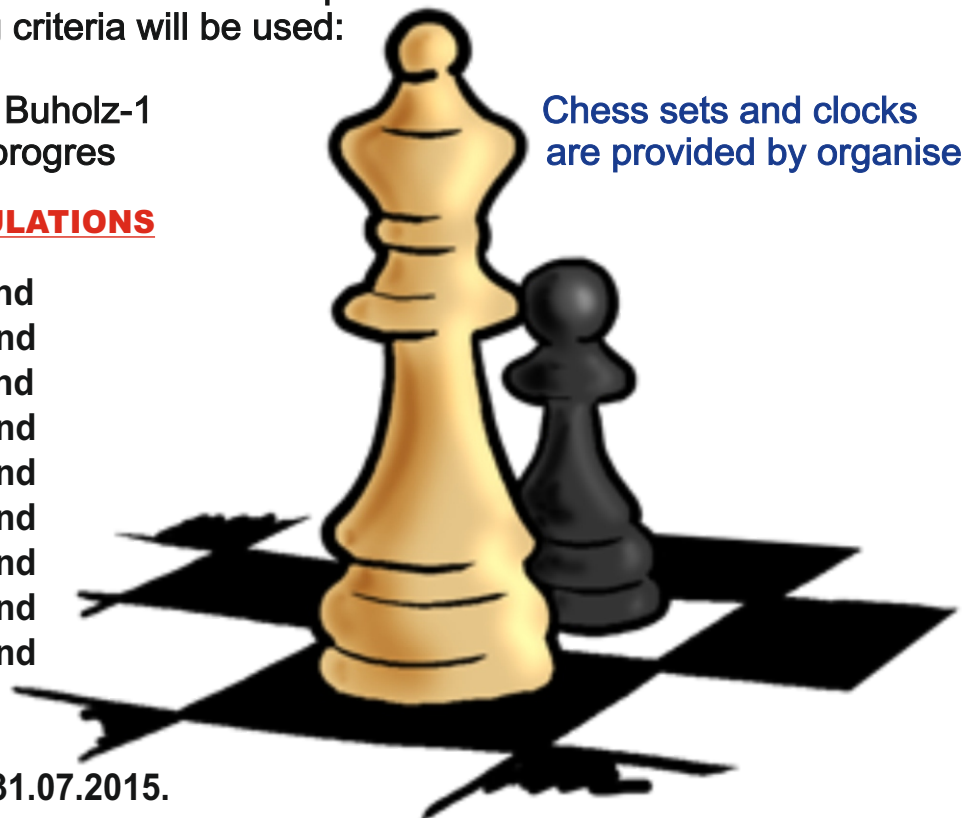 criteria will be used:
Buholz-1
progres
Chess sets and clocks
are provided by organise
ULATIONS
nd
nd
nd
nd
nd
nd
nd
nd
nd
31.07.2015.